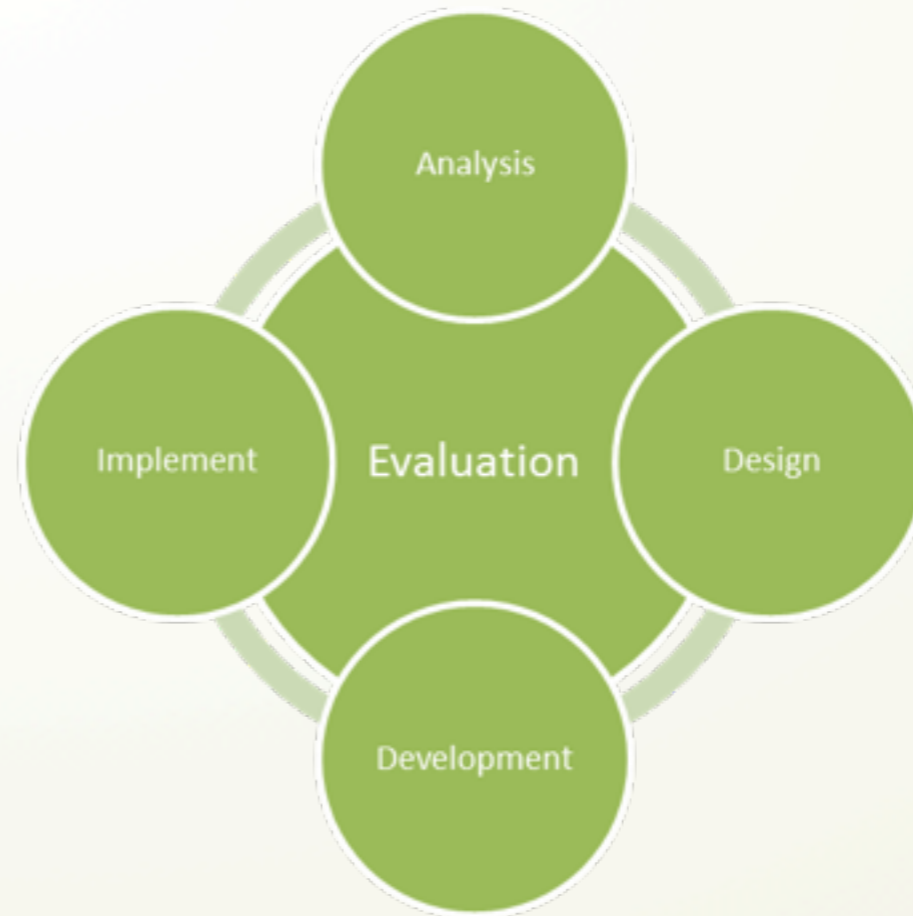 Analysis
Implement
Evaluation
Design
Development